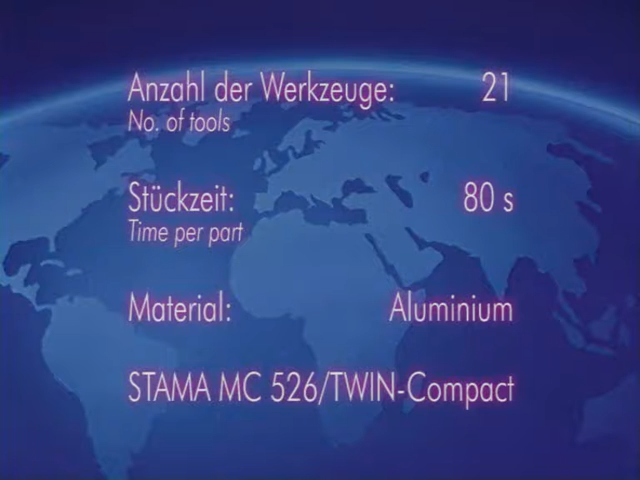 Anzahl der Werkzeuge: 21
No. of tools
Stückzeit: 80 s
Time per part
Material: Aluminium
STAMA MC 526/TWIN-Compact